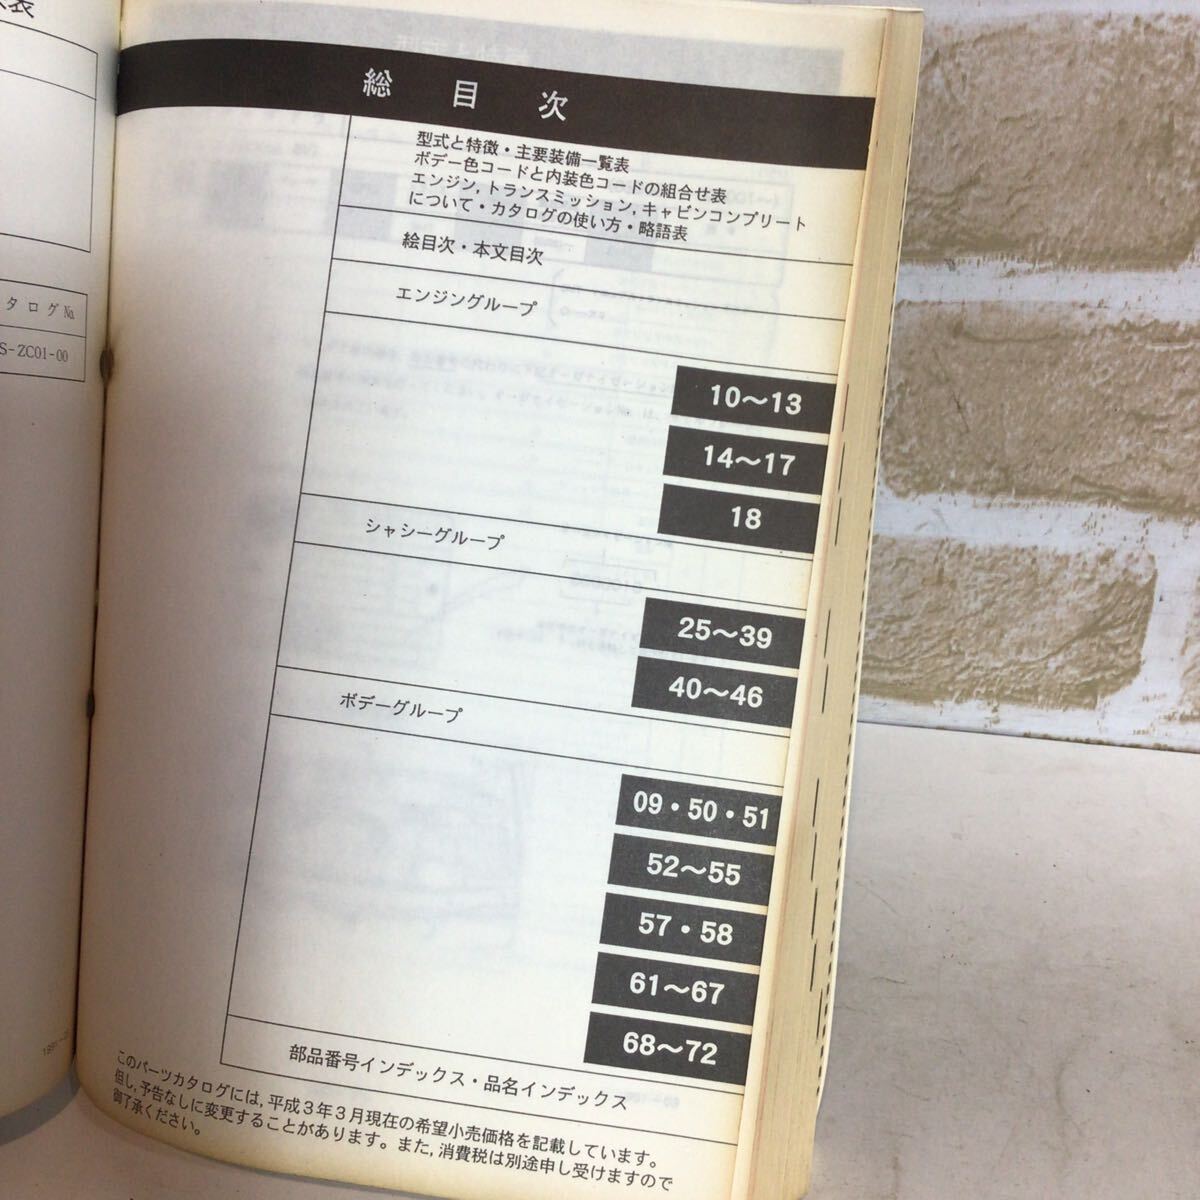 表
タログNo.
S-ZC01-00
総目次
型式と特徴・主要装備一覧表
ボデー色コードと内装色コードの組合せ表
エンジン,トランスミッション,キャビンコンプリート
について・カタログの使い方・略語表
絵目次・本文目次
エンジングループ
10〜13
14〜17
18
シャシーグループ
25〜39
40〜46
ボデーグループ
09・50・51
52〜55
57・58
61〜67
68〜72
部品番号インデックス・品名インデックス
このパーツカタログには,平成3年3月現在の希望小売価格を記載しています。
但し,予告なしに変更することがあります。また,消費税は別途申し受けますので
御了承ください。